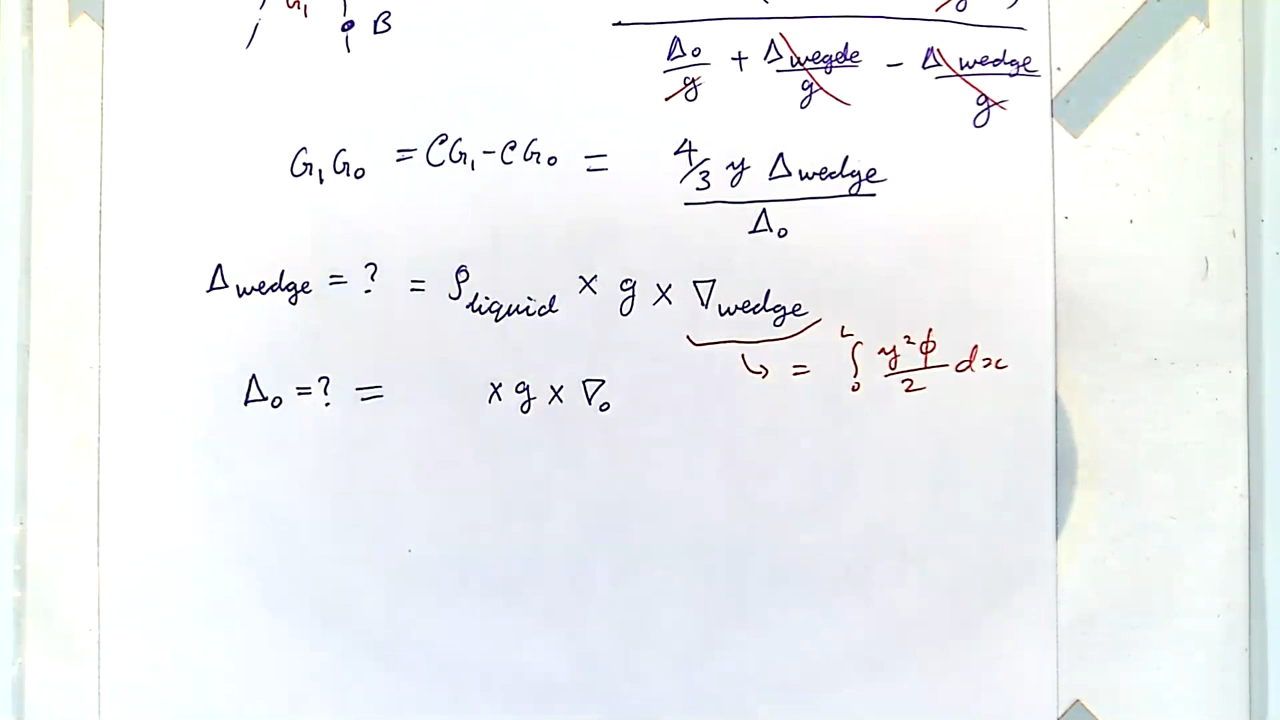 G₁
B
Δ₀/g + Δwegde/g - Δwedge/g
G₁G₀ = CG₁-CG₀ = 4/3 y Δwedge / Δ₀
Δwedge = ? = ρliquid × g × ∇wedge
↳ = ∫₀ᴸ y²ϕ/2 dx
Δ₀ = ? = × g × ∇₀